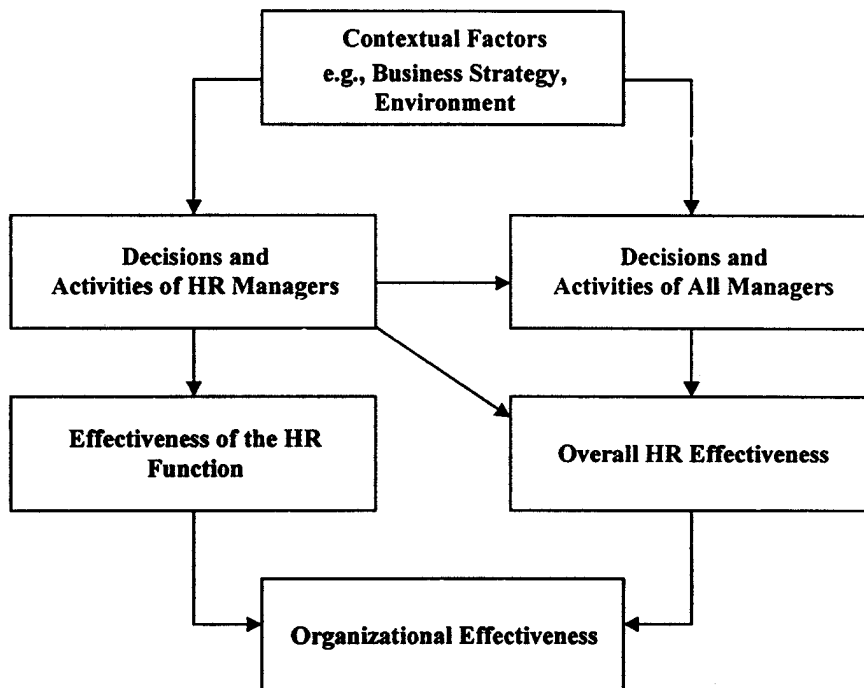 Contextual Factors
e.g., Business Strategy,
Environment
Decisions and
Activities of HR Managers
Decisions and
Activities of All Managers
Effectiveness of the HR
Function
Overall HR Effectiveness
Organizational Effectiveness